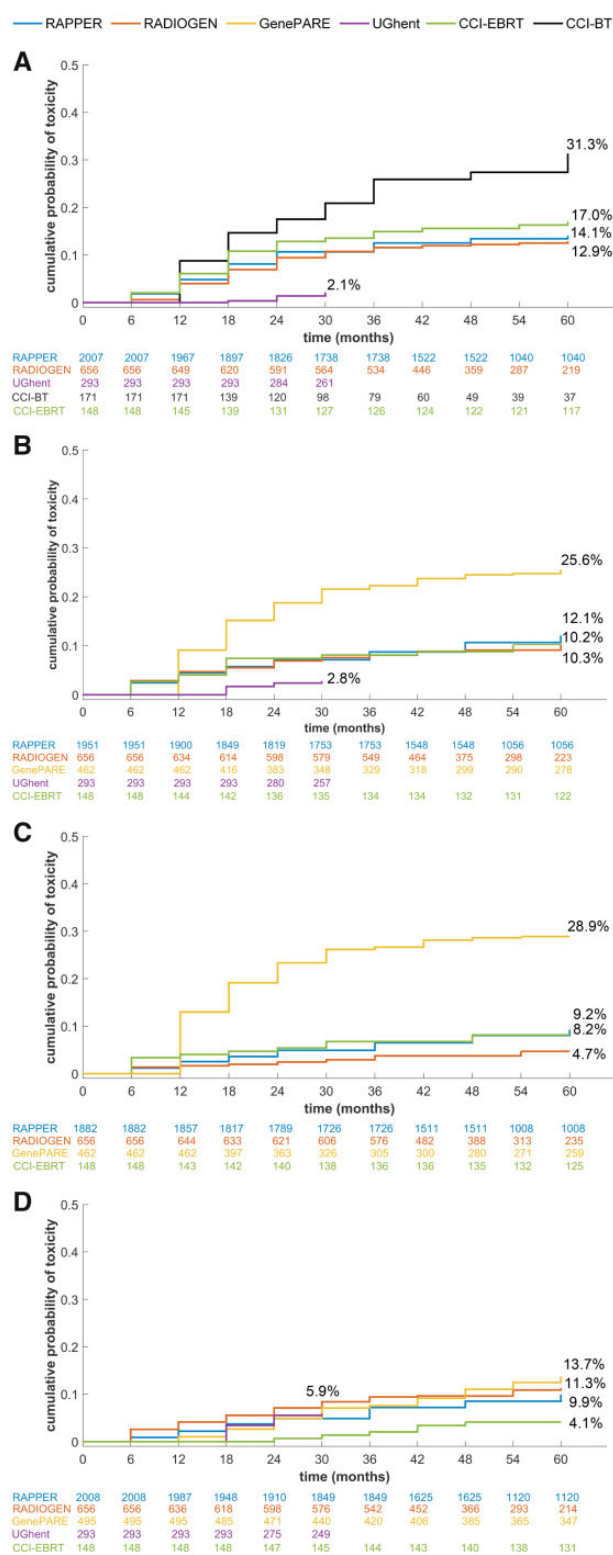 RAPPER RADIOGEN GenePARE UGhent CCI-EBRT CCI-BT
A
cumulative probability of toxicity
0.5
0.4
0.3
0.2
0.1
0
31.3%
17.0%
14.1%
12.9%
2.1%
0 6 12 18 24 30 36 42 48 54 60
time (months)
RAPPER 2007 2007 1967 1897 1826 1738 1738 1522 1522 1040 1040
RADIOGEN 656 656 649 620 591 564 534 446 359 287 219
UGhent 293 293 293 293 284 261
CCI-BT 171 171 171 139 120 98 79 60 49 39 37
CCI-EBRT 148 148 145 139 131 127 126 124 122 121 117
B
cumulative probability of toxicity
0.5
0.4
0.3
0.2
0.1
0
25.6%
12.1%
10.2%
10.3%
2.8%
0 6 12 18 24 30 36 42 48 54 60
time (months)
RAPPER 1951 1951 1900 1849 1819 1753 1753 1548 1548 1056 1056
RADIOGEN 656 656 634 614 598 579 549 464 375 298 223
GenePARE 462 462 462 416 383 348 329 318 299 290 278
UGhent 293 293 293 293 280 257
CCI-EBRT 148 148 144 142 136 135 134 134 132 131 122
C
cumulative probability of toxicity
0.5
0.4
0.3
0.2
0.1
0
28.9%
9.2%
8.2%
4.7%
0 6 12 18 24 30 36 42 48 54 60
time (months)
RAPPER 1882 1882 1857 1817 1789 1726 1726 1511 1511 1008 1008
RADIOGEN 656 656 644 633 621 606 576 482 388 313 235
GenePARE 462 462 462 397 363 326 305 300 280 271 259
CCI-EBRT 148 148 143 142 140 138 136 136 135 132 125
D
cumulative probability of toxicity
0.5
0.4
0.3
0.2
0.1
0
13.7%
11.3%
9.9%
4.1%
5.9%
0 6 12 18 24 30 36 42 48 54 60
time (months)
RAPPER 2008 2008 1987 1948 1910 1849 1849 1625 1625 1120 1120
RADIOGEN 656 656 636 618 598 576 542 452 366 293 214
GenePARE 495 495 495 485 471 440 420 406 385 365 347
UGhent 293 293 293 293 275 249
CCI-EBRT 148 148 148 148 147 145 144 143 140 138 131